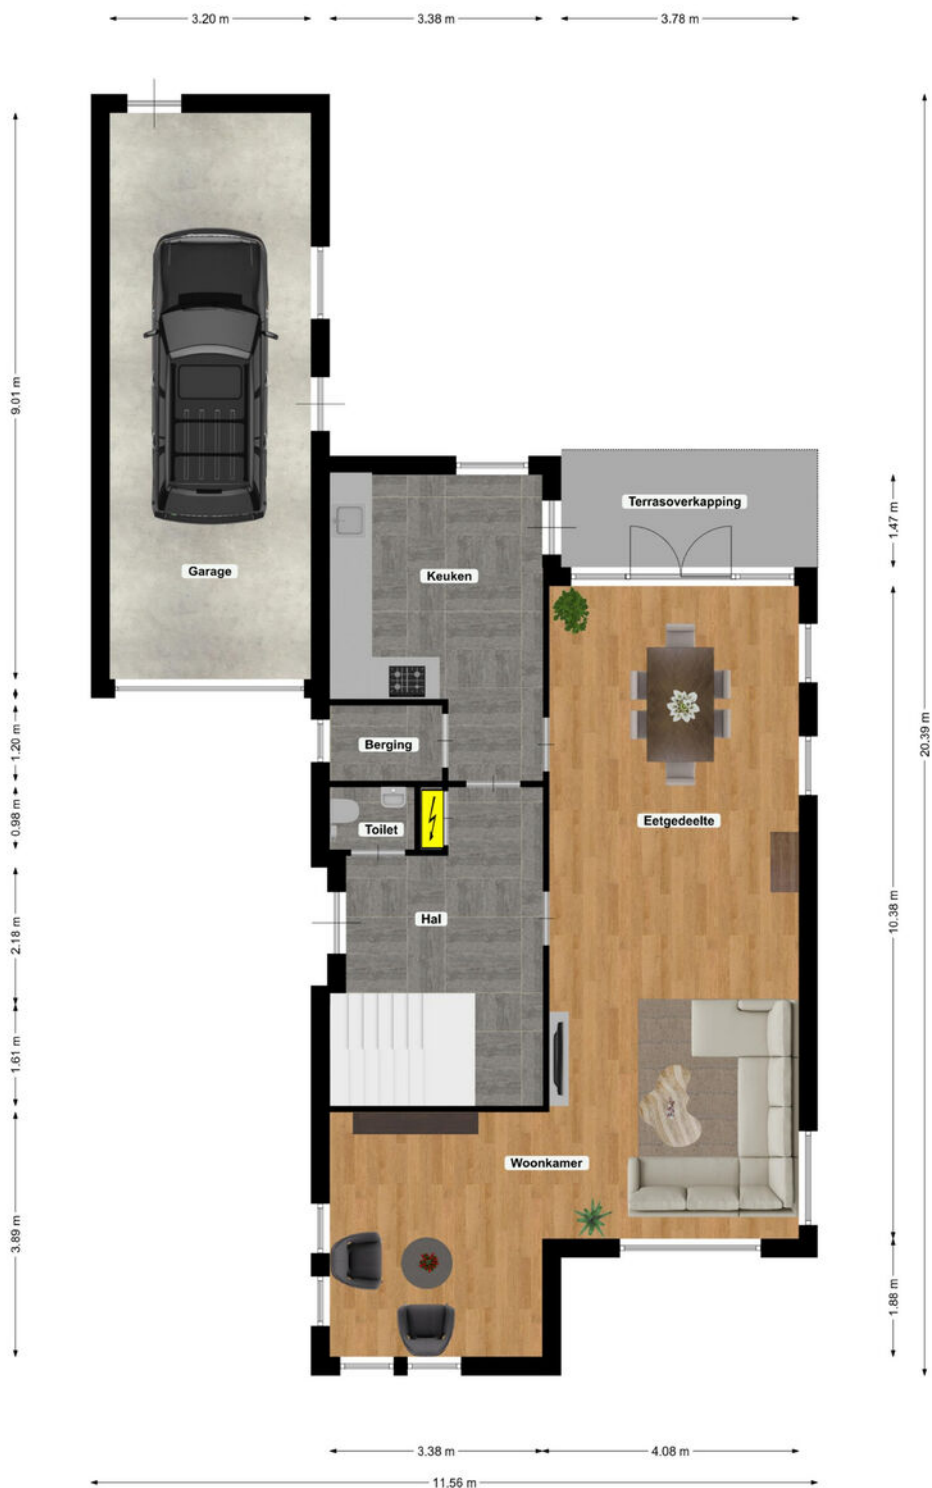 3.20 m
3.38 m
3.78 m
9.01 m
Terrasoverkapping
1.47 m
Garage
Keuken
20.39 m
1.20 m
Berging
0.98 m
Toilet
Eetgedeelte
2.18 m
Hal
10.38 m
1.61 m
Woonkamer
3.89 m
1.88 m
3.38 m
4.08 m
11.56 m